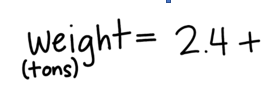 weight = 2.4 t
(tons)